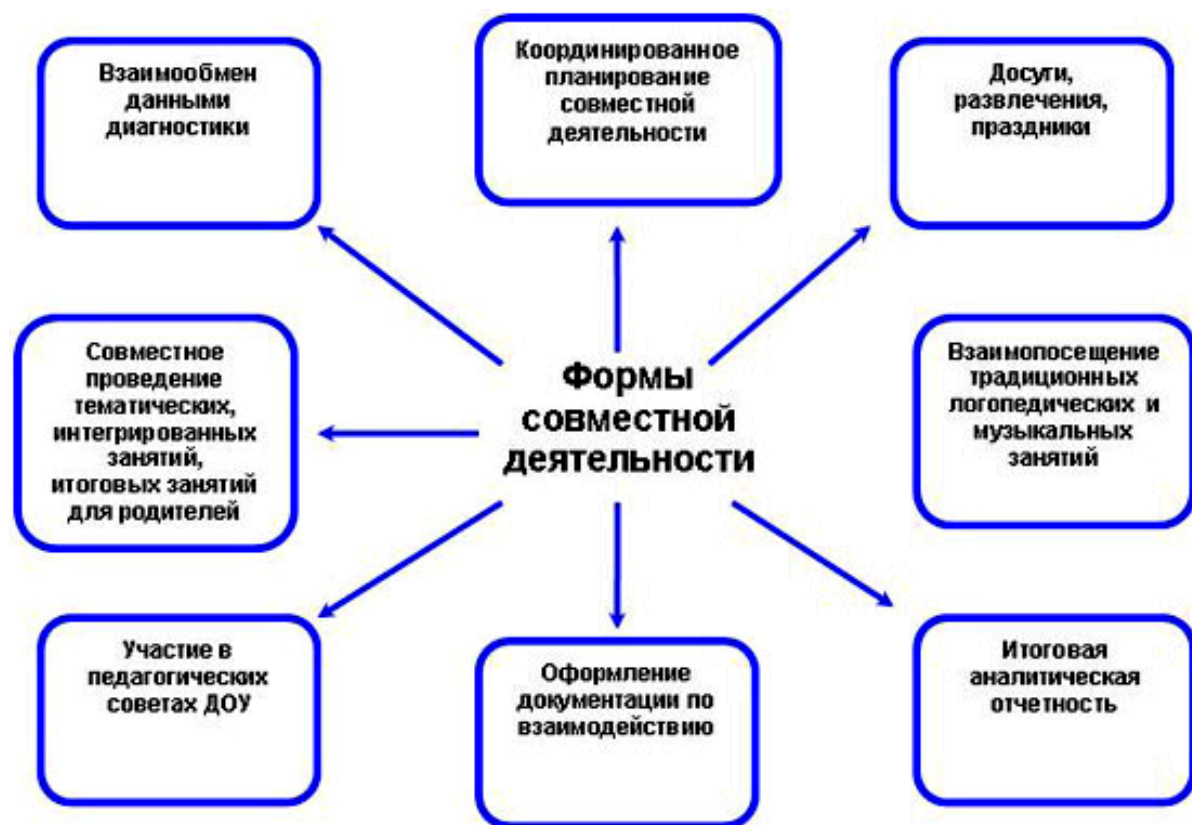 Взаимообмен
данными
диагностики
Координированное
планирование
совместной
деятельности
Досуги,
развлечения,
праздники
Совместное
проведение
тематических,
интегрированных
занятий,
итоговых занятий
для родителей
Формы
совместной
деятельности
Взаимопосещение
традиционных
логопедических и
музыкальных
занятий
Участие в
педагогических
советах ДОУ
Оформление
документации по
взаимодействию
Итоговая
аналитическая
отчетность